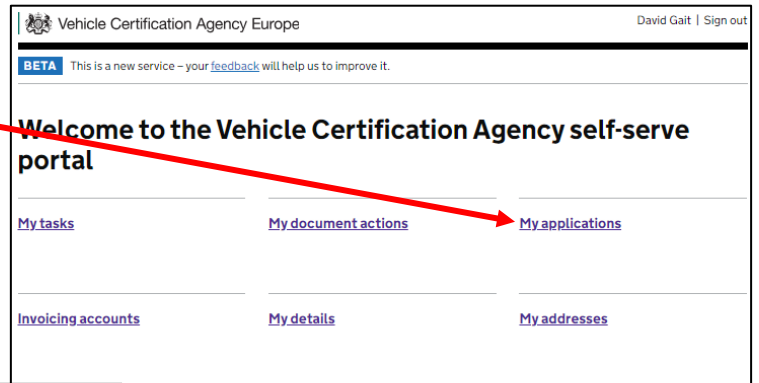 Vehicle Certification Agency Europe
David Gait | Sign out
BETA This is a new service – your feedback will help us to improve it.
Welcome to the Vehicle Certification Agency self-serve
portal
My tasks My document actions My applications
Invoicing accounts My details My addresses